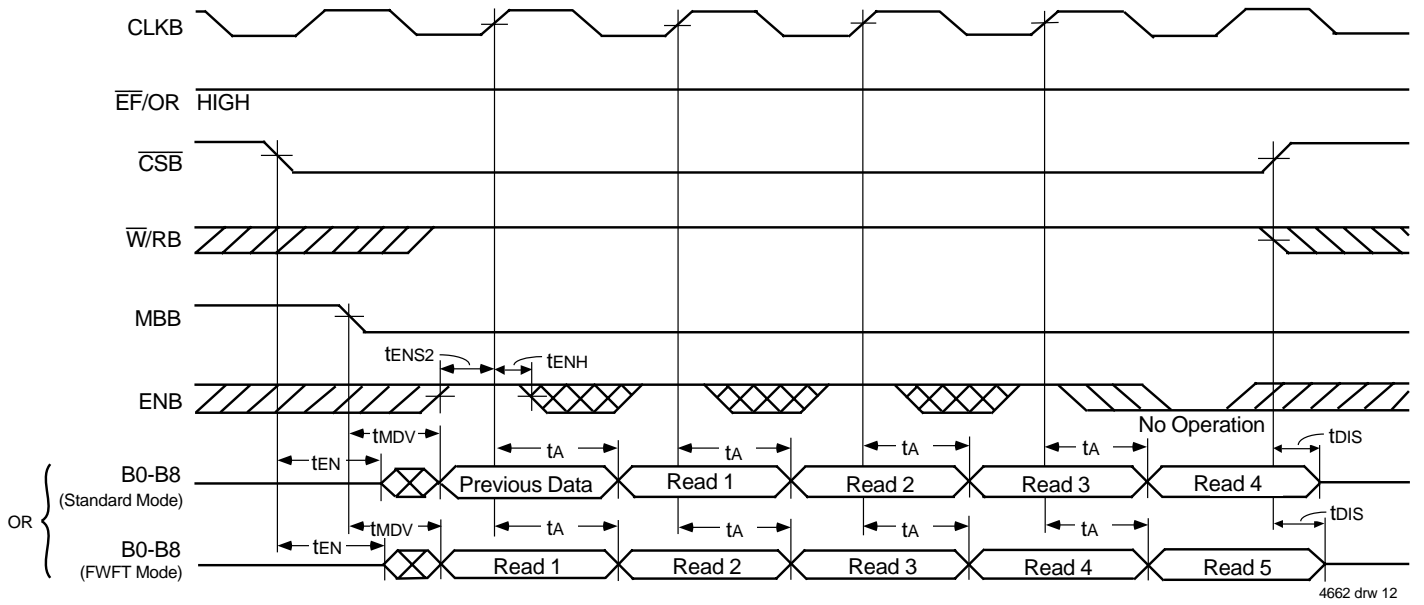 CLKB
EF/OR HIGH
CSB
W/RB
MBB
tENS2 tENH
ENB
No Operation
tMDV tA tA tA tA tDIS
tEN
B0-B8
(Standard Mode)
Previous Data Read 1 Read 2 Read 3 Read 4
OR
tMDV tA tA tA tA tDIS
tEN
B0-B8
(FWFT Mode)
Read 1 Read 2 Read 3 Read 4 Read 5
4662 drw 12